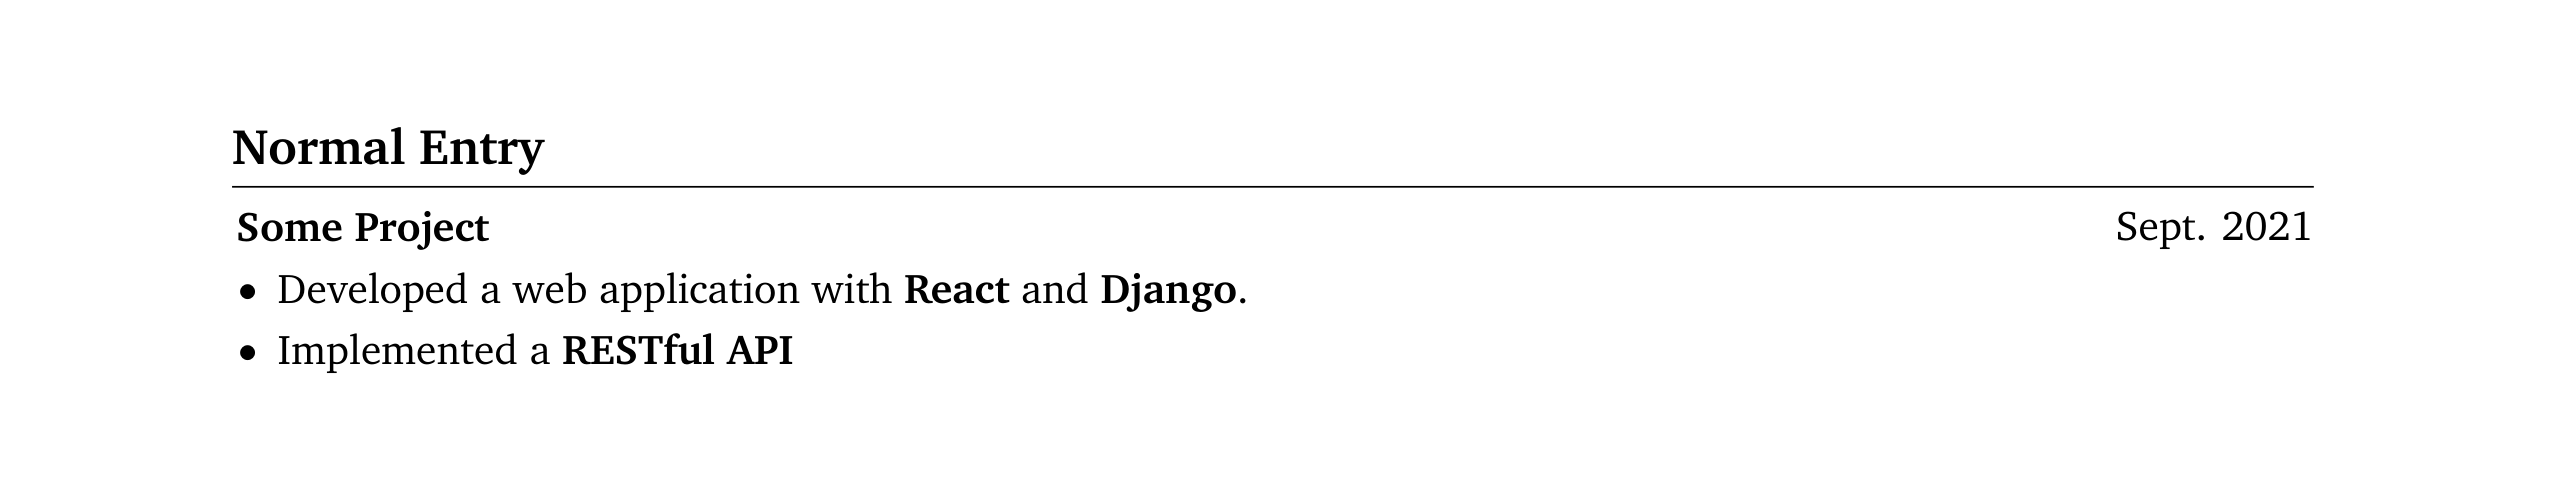 Normal Entry
Some Project Sept. 2021
• Developed a web application with React and Django.
• Implemented a RESTful API